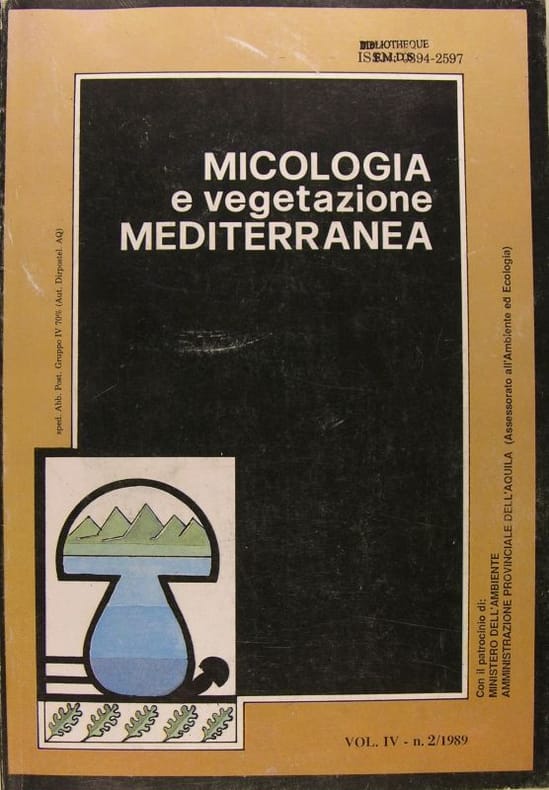 BIBLIOTHEQUE
F.M.D.S
MICOLOGIA
e vegetazione
MEDITERRANEA
sped. Abb. Post. Gruppo IV 70% (Aut. Dirpostel. AQ)
Con il patrocinio di:
MINISTERO DELL'AMBIENTE
AMMINISTRAZIONE PROVINCIALE DELL'AQUILA (Assessorato all'Ambiente ed Ecologia)
VOL. IV - n. 2/1989